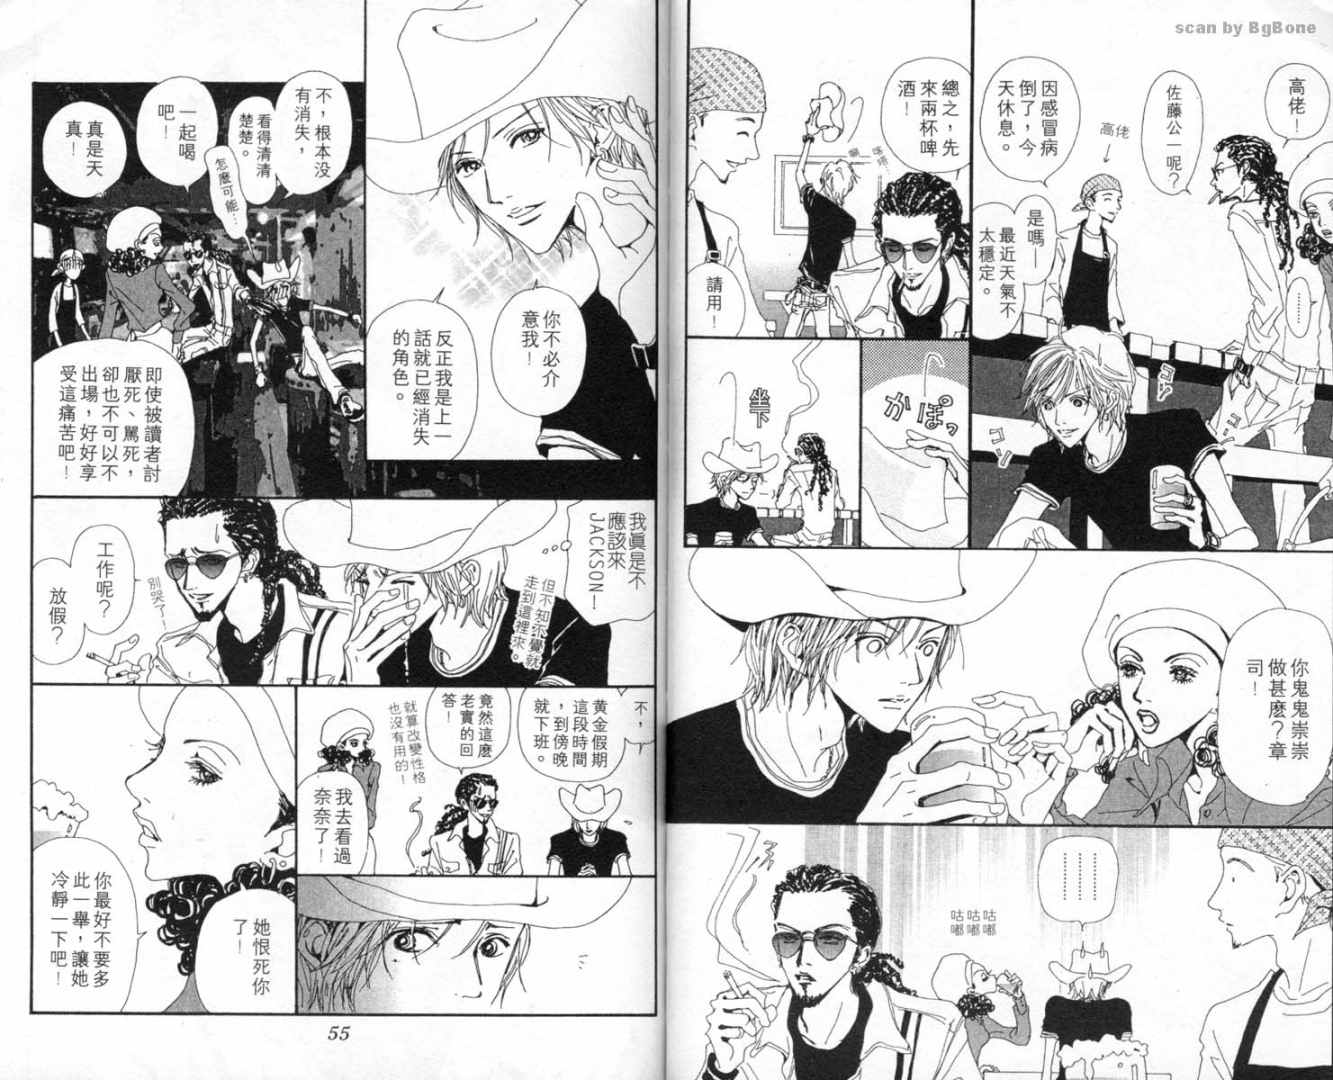 scan by BgBone
高佬!
佐藤公一呢?
高佬
因感冒病
倒了,今
天休息。
是嗎—
最近天氣不
太穩定。
………
總之,先
來兩杯啤
酒!
請用!
コソ
コソ
かぽっ
坐下
你鬼鬼祟祟
做甚麼?章
司!
…………
咕嘟
咕嘟
咕嘟
你不必介
意我!
反正我是上一
話就已經消失
的角色。
不,根本没
有消失,
看得清清
楚楚。
怎麼可能…
一起喝
吧!
真是天
真!
即使被讀者討
厭死、罵死,
卻也不可以不
出場,好好享
受這痛苦吧!
我真是不
應該來
JACKSON—
但不知不覺就
走到這裡來。
別哭了—
工作呢?
放假?
不,
黃金假期
這段時間
,到傍晚
就下班。
竟然這麼
老實的回
答!
就算改變性格
也沒有用的!
我去看過
奈奈了!
她恨死你
了!
你最好不要多
此一舉,讓她
冷靜一下吧!
55